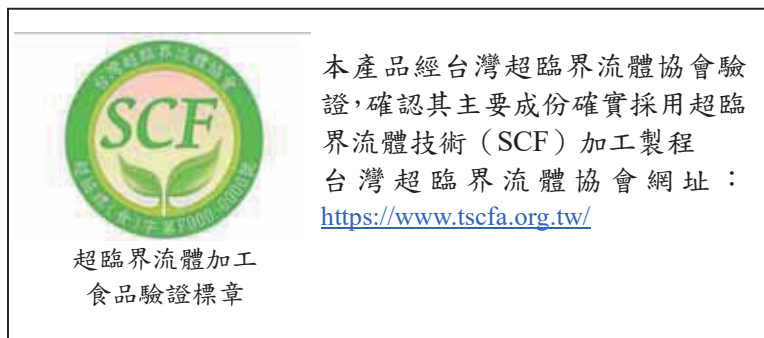 台灣超臨界流體協會
SCF
超臨界流體加工
食品驗證標章
本產品經台灣超臨界流體協會驗
證，確認其主要成份確實採用超臨
界流體技術（SCF）加工製程
台灣超臨界流體協會網址：
https://www.tscfa.org.tw/